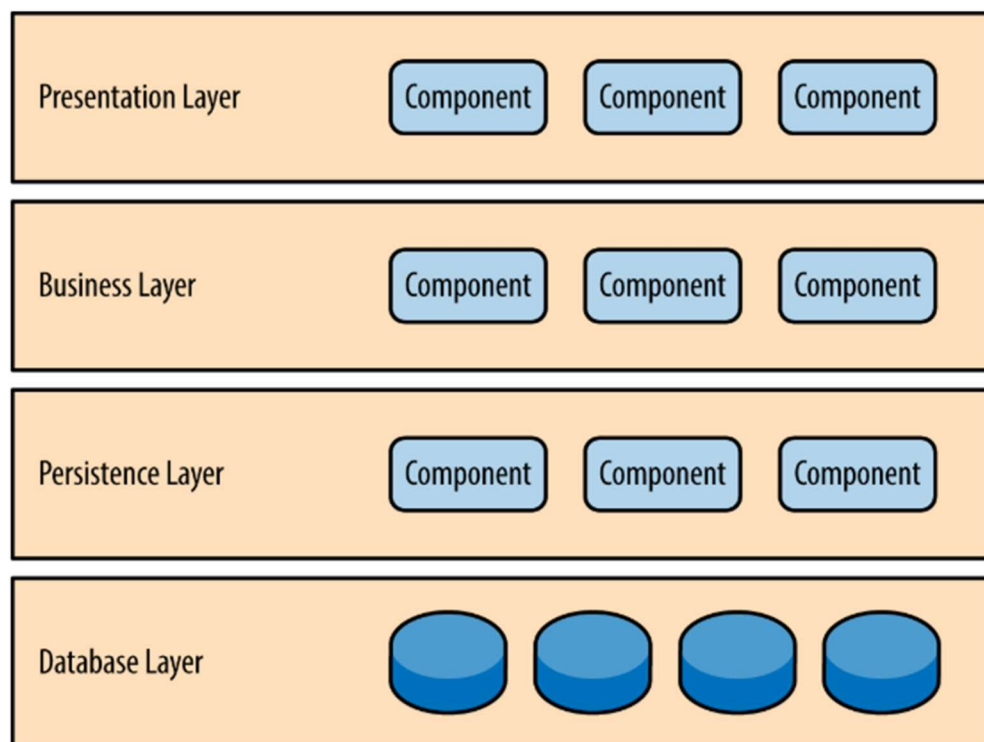 Presentation Layer Component Component Component
Business Layer Component Component Component
Persistence Layer Component Component Component
Database Layer